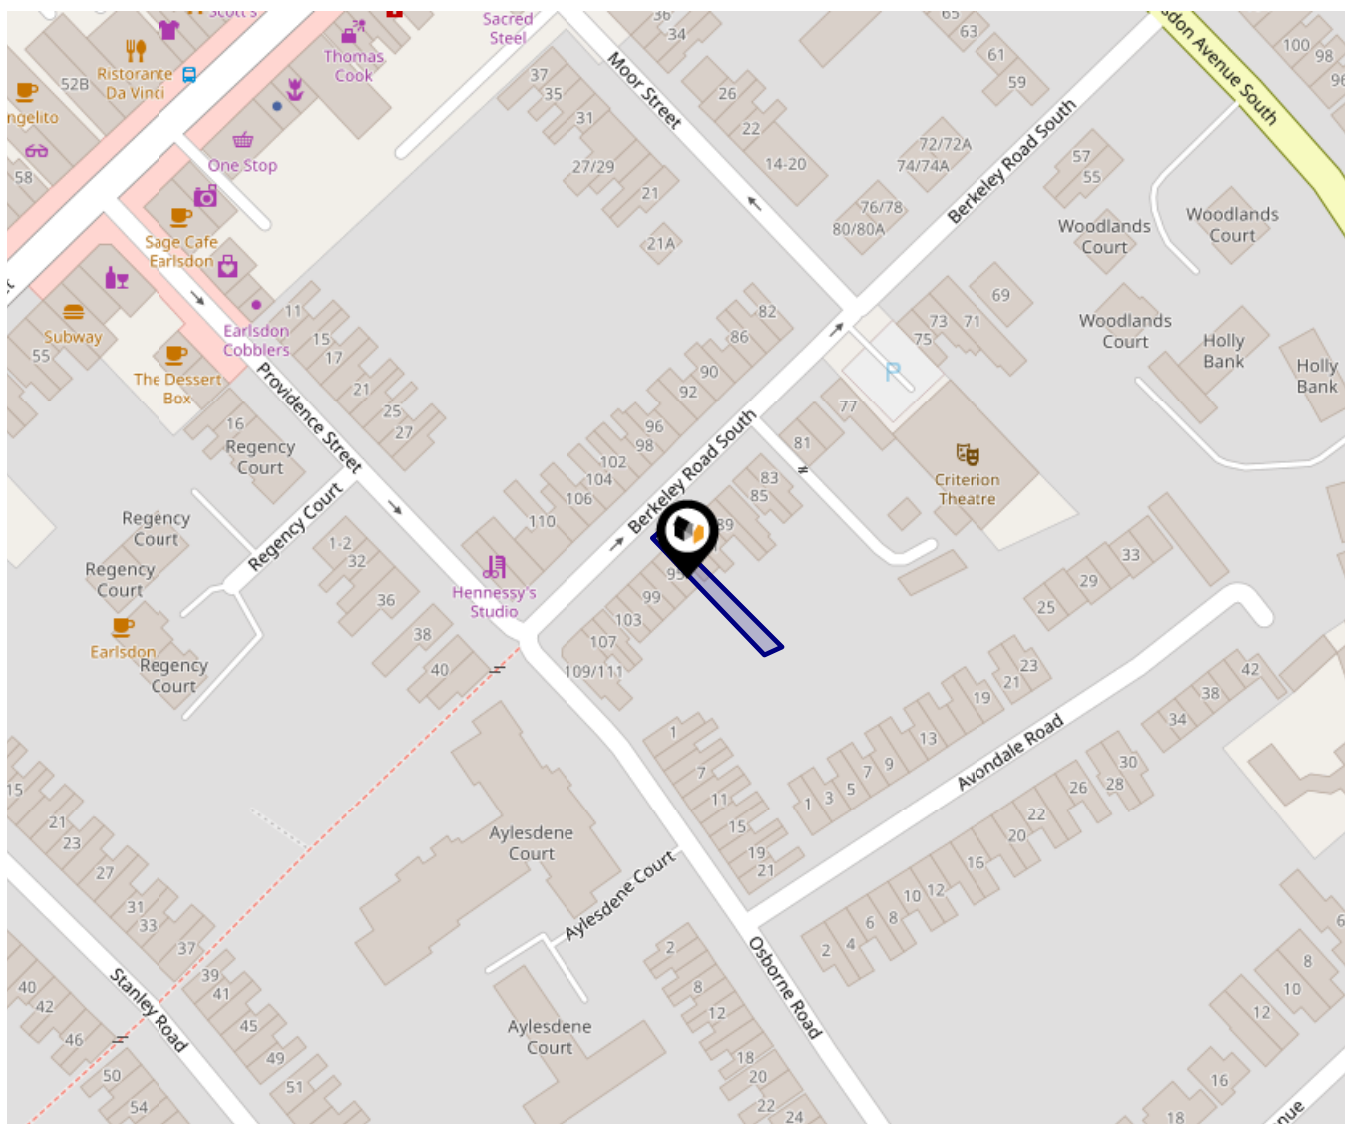 Scott's
Sacred
Steel
52B
Ristorante
Da Vinci
Thomas
Cook
ngelito
One Stop
58
Sage Cafe
Earlsdon
Subway
55
The Dessert
Box
Earlsdon
Cobblers
Providence Street
11
15
17
21
25
27
16
Regency
Court
Regency Court
Regency
Court
Regency
Court
Earlsdon
Regency
Court
1-2
32
36
38
40
Hennessy's
Studio
37
35
31
27/29
21
21A
36
34
26
22
14-20
Moor Street
65
63
61
59
72/72A
74/74A
76/78
80/80A
Berkeley Road South
sdon Avenue South
100
98
96
57
55
Woodlands
Court
Woodlands
Court
Woodlands
Court
Holly
Bank
Holly
Bank
69
71
73
75
77
P
81
Criterion
Theatre
82
86
90
92
96
98
102
104
106
110
Berkeley Road South
83
85
89
95
99
103
107
109/111
33
29
25
23
21
19
13
9
7
5
3
1
Avondale Road
42
38
34
30
28
26
22
20
15
12
10
8
6
4
2
1
7
11
15
19
21
Aylesdene
Court
Aylesdene Court
Aylesdene
Court
Osborne Road
2
8
12
18
20
22
24
15
21
23
27
31
33
37
39
41
45
49
51
Stanley Road
40
42
46
50
54
6
8
10
12
16
18
nue